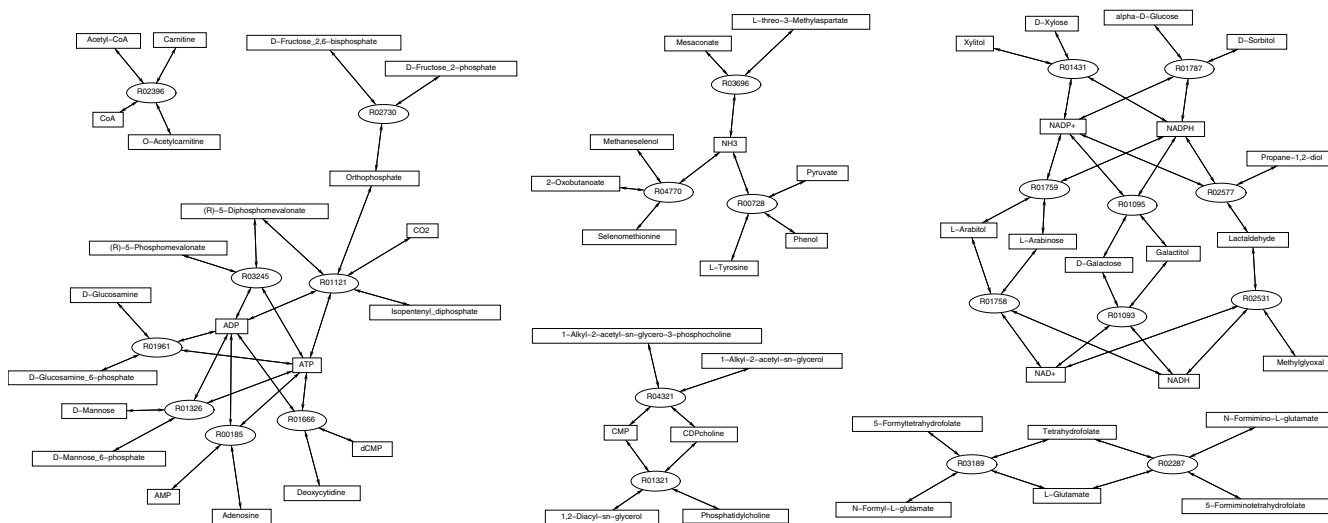 Acetyl-CoA
Carnitine
R02396
CoA
O-Acetylcarnitine
D-Fructose_2,6-bisphosphate
D-Fructose_2-phosphate
R02730
Orthophosphate
(R)-5-Diphosphomevalonate
(R)-5-Phosphomevalonate
CO2
R03245
R01121
D-Glucosamine
Isopentenyl_diphosphate
ADP
R01961
ATP
D-Glucosamine_6-phosphate
D-Mannose
R01326
R00185
R01666
D-Mannose_6-phosphate
dCMP
AMP
Deoxycytidine
Adenosine
L-threo-3-Methylaspartate
Mesaconate
R03696
Methaneselenol
NH3
2-Oxobutanoate
R04770
Pyruvate
R00728
Selenomethionine
Phenol
L-Tyrosine
1-Alkyl-2-acetyl-sn-glycero-3-phosphocholine
1-Alkyl-2-acetyl-sn-glycerol
R04321
CMP
CDPcholine
R01321
1,2-Diacyl-sn-glycerol
Phosphatidylcholine
D-Xylose
alpha-D-Glucose
Xylitol
D-Sorbitol
R01431
R01787
NADP+
NADPH
Propane-1,2-diol
R01759
R01095
R02577
L-Arabitol
L-Arabinose
D-Galactose
Galactitol
Lactaldehyde
R01758
R01093
R02531
NAD+
NADH
Methylglyoxal
5-Formyltetrahydrofolate
Tetrahydrofolate
N-Formimino-L-glutamate
R03189
R02287
L-Glutamate
N-Formyl-L-glutamate
5-Formiminotetrahydrofolate